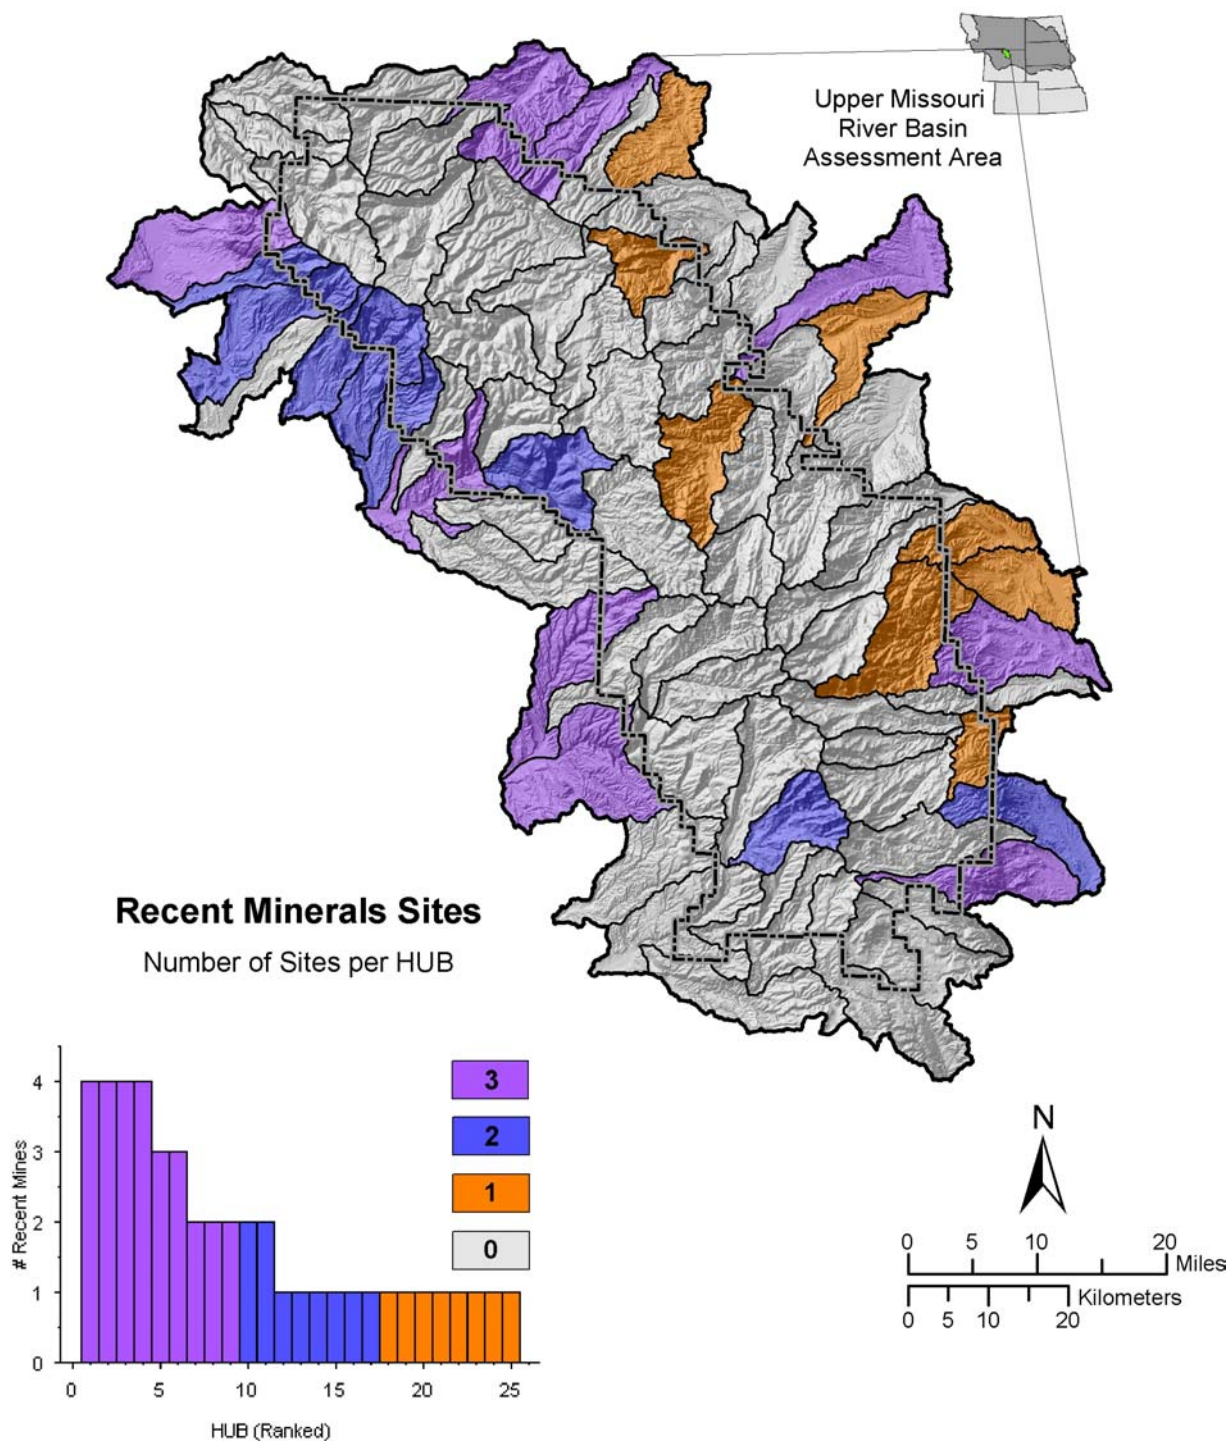 Upper Missouri
River Basin
Assessment Area
Recent Minerals Sites
Number of Sites per HUB
3
2
1
0
# Recent Mines
4
3
2
1
0
0 5 10 15 20 25
HUB (Ranked)
N
0 5 10 20
Miles
Kilometers
0 5 10 20